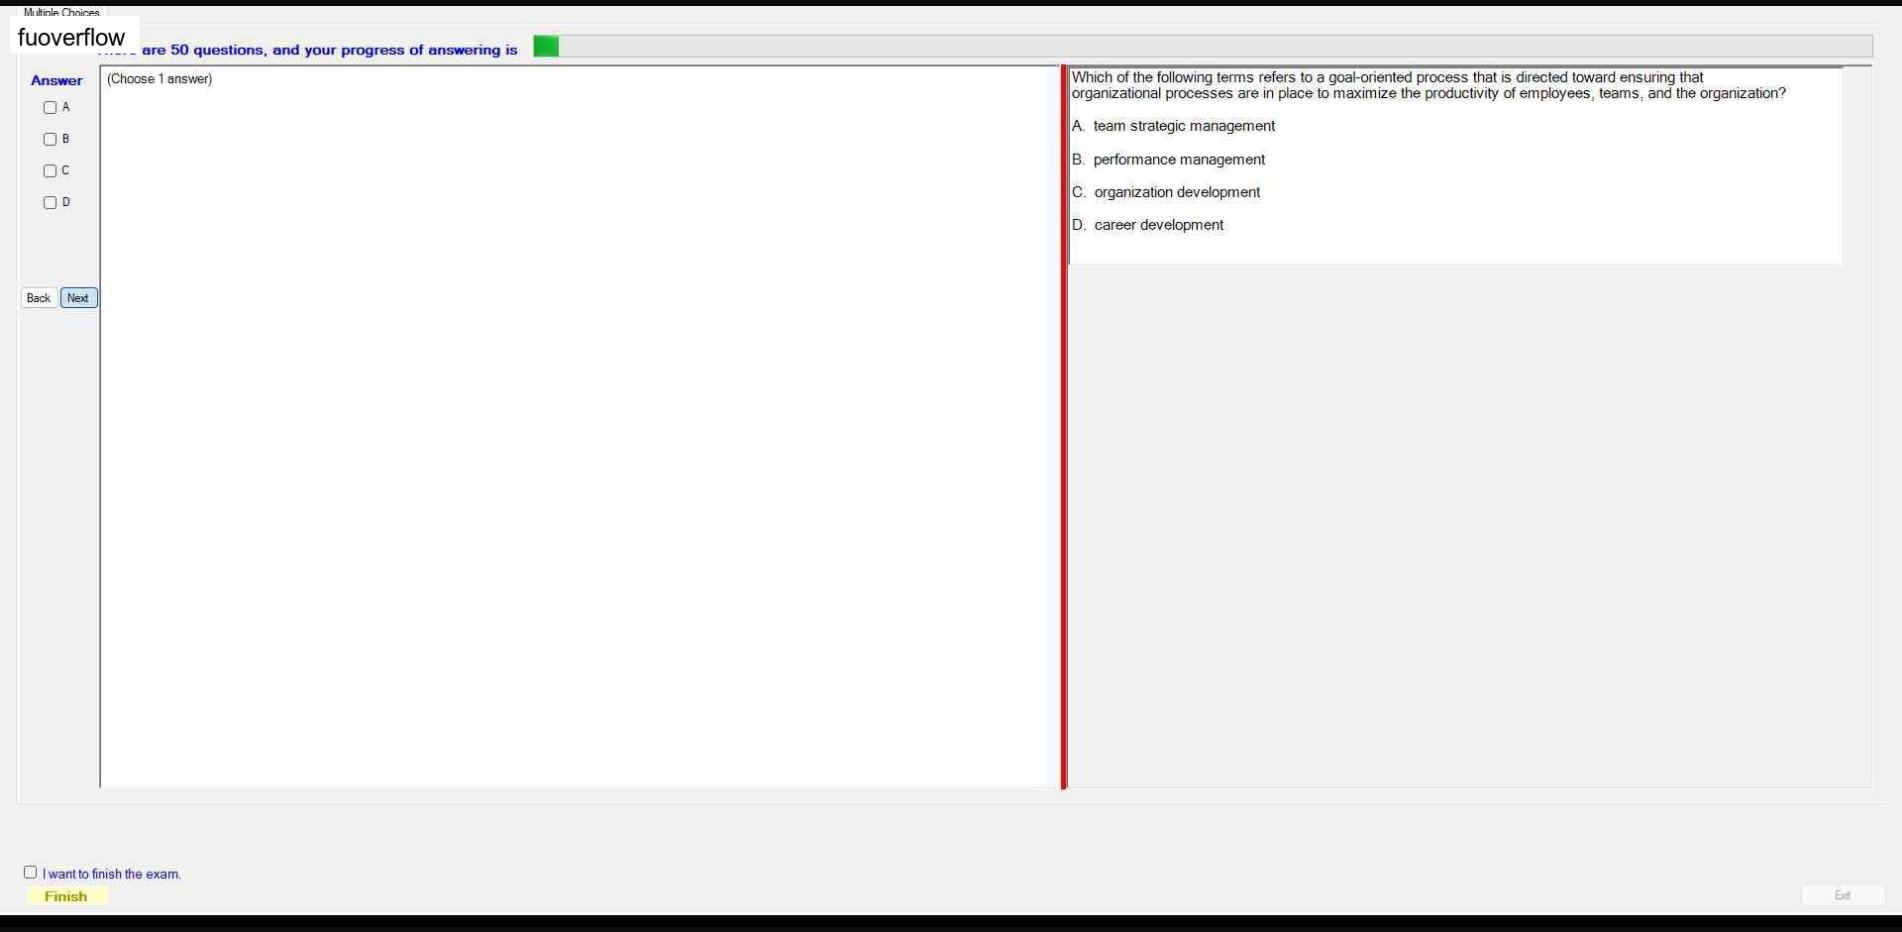 Multiple Choices
fuoverflow
are 50 questions, and your progress of answering is
Answer
(Choose 1 answer)
A
B
C
D
Back
Next
Which of the following terms refers to a goal-oriented process that is directed toward ensuring that
organizational processes are in place to maximize the productivity of employees, teams, and the organization?
A. team strategic management
B. performance management
C. organization development
D. career development
I want to finish the exam.
Finish
Exit